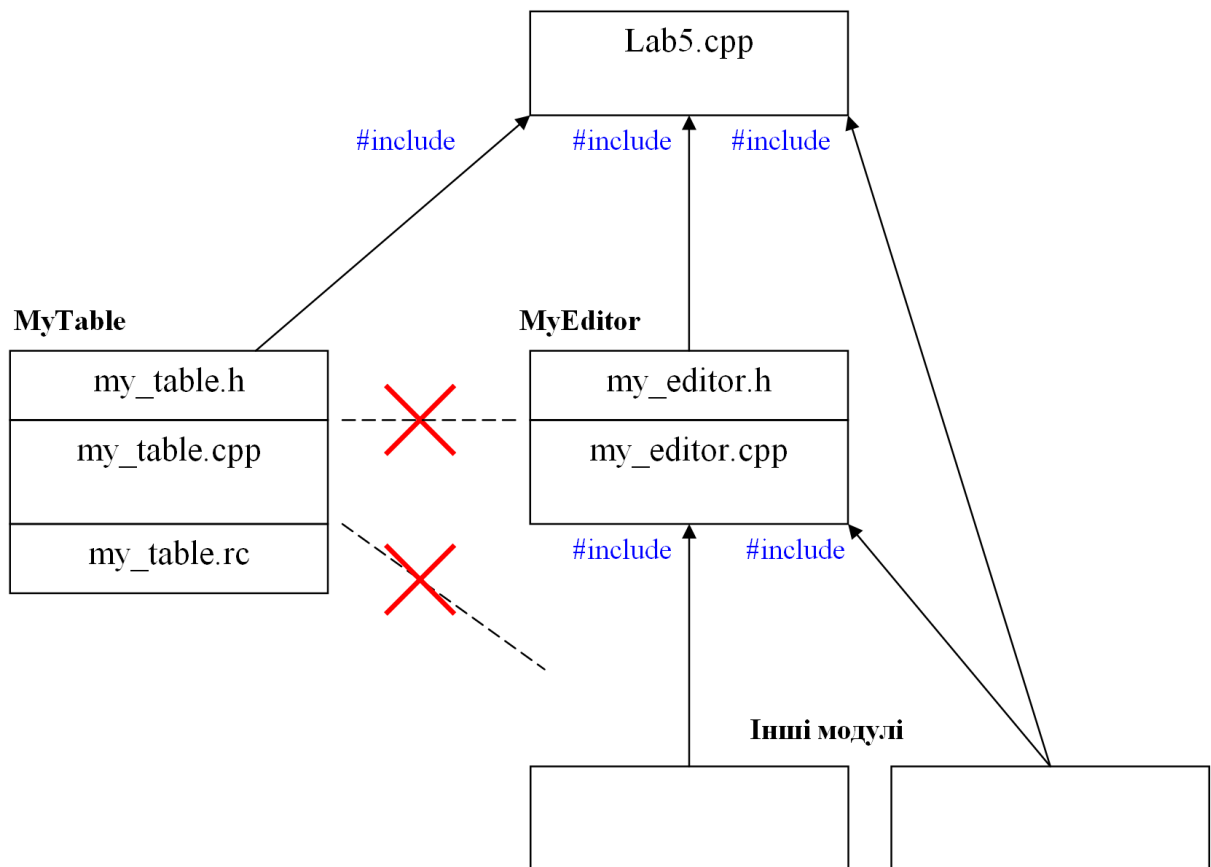 Lab5.cpp
#include
#include
#include
MyTable
MyEditor
my_table.h
my_editor.h
my_table.cpp
my_editor.cpp
my_table.rc
#include
#include
Інші модулі